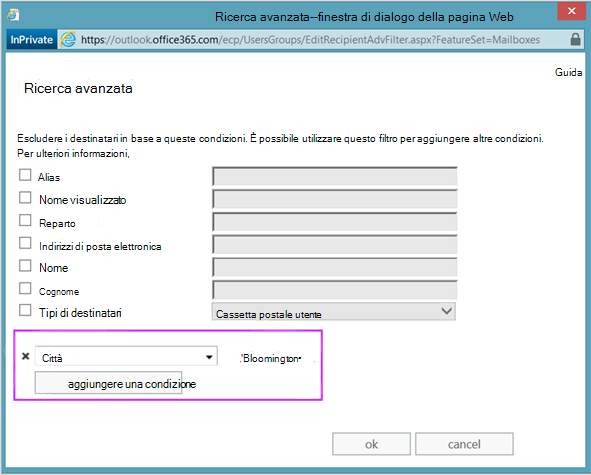 Ricerca avanzata--finestra di dialogo della pagina Web
InPrivate https://outlook.office365.com/ecp/UsersGroups/EditRecipientAdvFilter.aspx?FeatureSet=Mailboxes
Guida
Ricerca avanzata
Escludere i destinatari in base a queste condizioni. È possibile utilizzare questo filtro per aggiungere altre condizioni.
Per ulteriori informazioni,
Alias
Nome visualizzato
Reparto
Indirizzi di posta elettronica
Nome
Cognome
Tipi di destinatari Cassetta postale utente
Città 'Bloomington
aggiungere una condizione
ok cancel